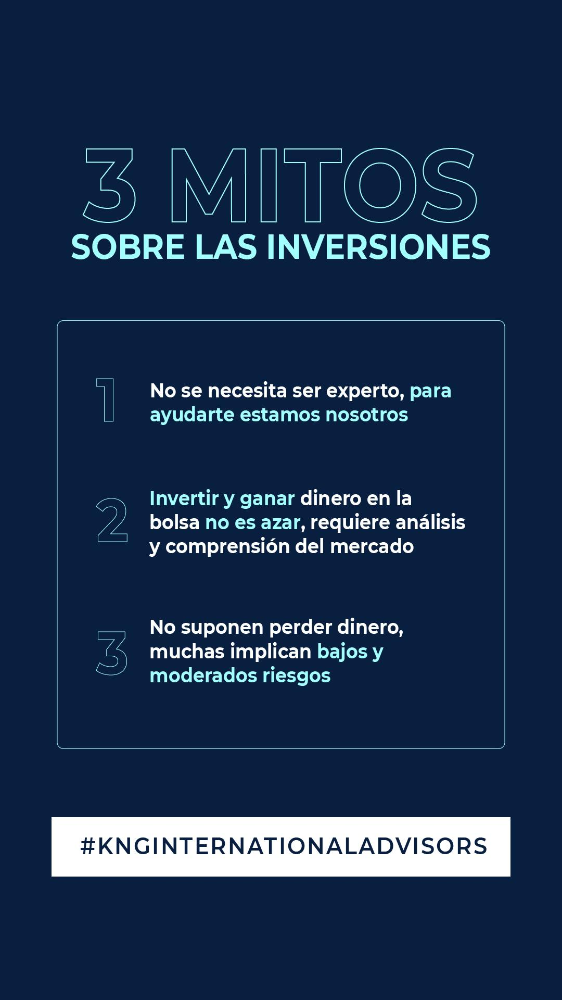 3 MITOS
SOBRE LAS INVERSIONES
1
No se necesita ser experto, para
ayudarte estamos nosotros
2
Invertir y ganar dinero en la
bolsa no es azar, requiere análisis
y comprensión del mercado
3
No suponen perder dinero,
muchas implican bajos y
moderados riesgos
#KNGINTERNATIONALADVISORS